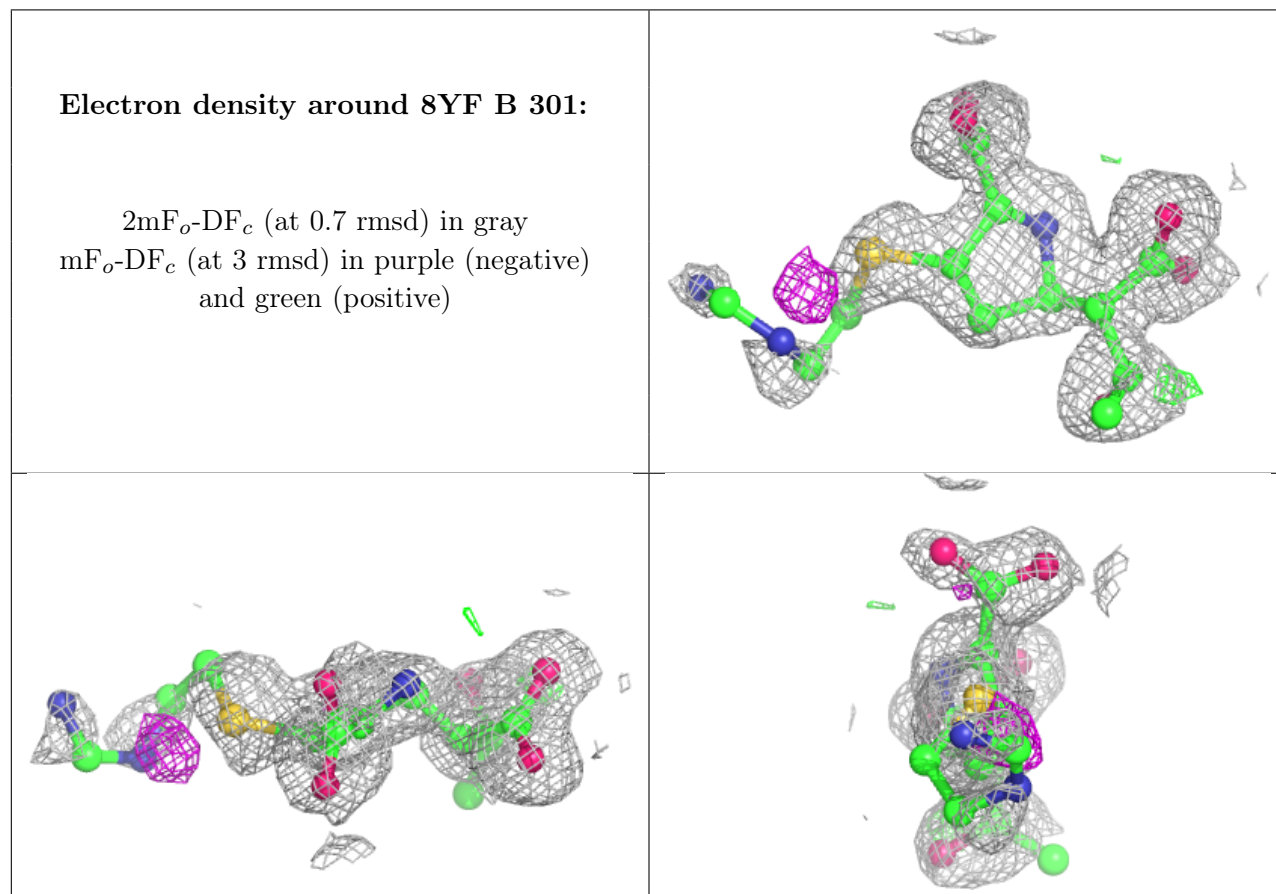 Electron density around 8YF B 301:
2mFo-DFc (at 0.7 rmsd) in gray
mFo-DFc (at 3 rmsd) in purple (negative)
and green (positive)